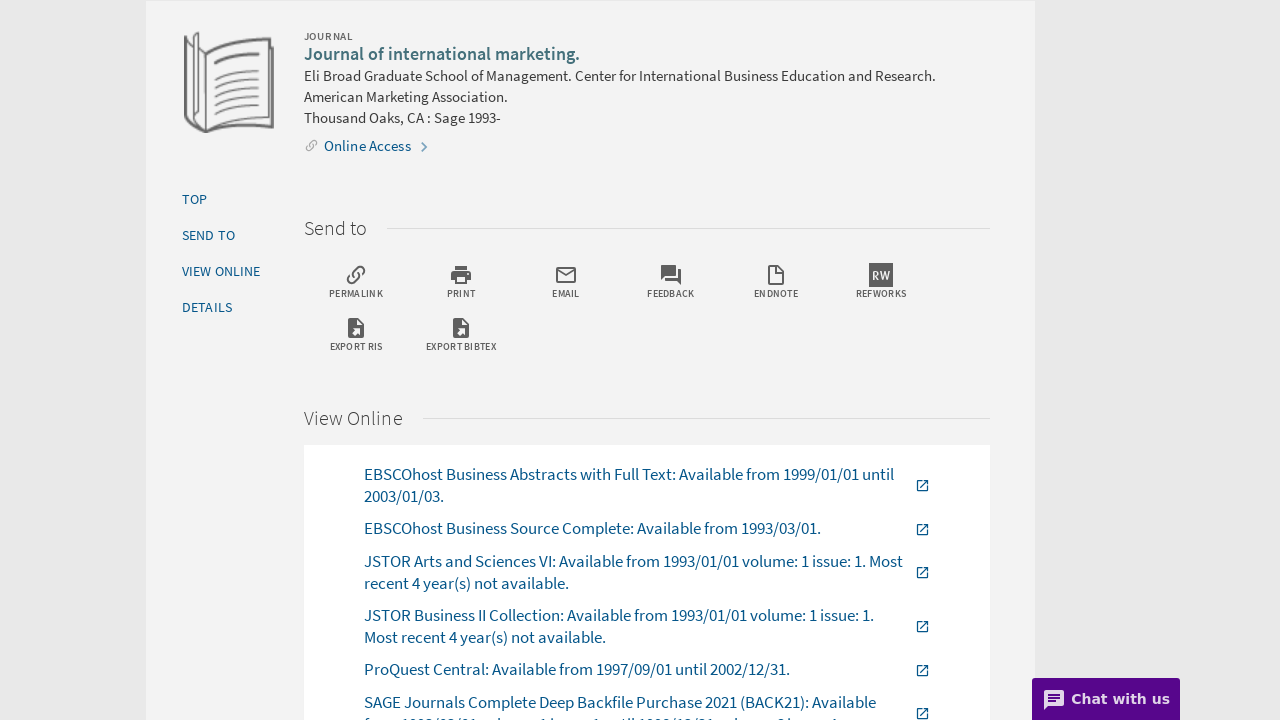 JOURNAL
Journal of international marketing.
Eli Broad Graduate School of Management. Center for International Business Education and Research.
American Marketing Association.
Thousand Oaks, CA : Sage 1993-
Online Access
TOP
SEND TO
VIEW ONLINE
DETAILS
Send to
PERMALINK
PRINT
EMAIL
FEEDBACK
ENDNOTE
RW
REFWORKS
EXPORT RIS
EXPORT BIBTEX
View Online
EBSCOhost Business Abstracts with Full Text: Available from 1999/01/01 until
2003/01/03.
EBSCOhost Business Source Complete: Available from 1993/03/01.
JSTOR Arts and Sciences VI: Available from 1993/01/01 volume: 1 issue: 1. Most
recent 4 year(s) not available.
JSTOR Business II Collection: Available from 1993/01/01 volume: 1 issue: 1.
Most recent 4 year(s) not available.
ProQuest Central: Available from 1997/09/01 until 2002/12/31.
SAGE Journals Complete Deep Backfile Purchase 2021 (BACK21): Available
Chat with us